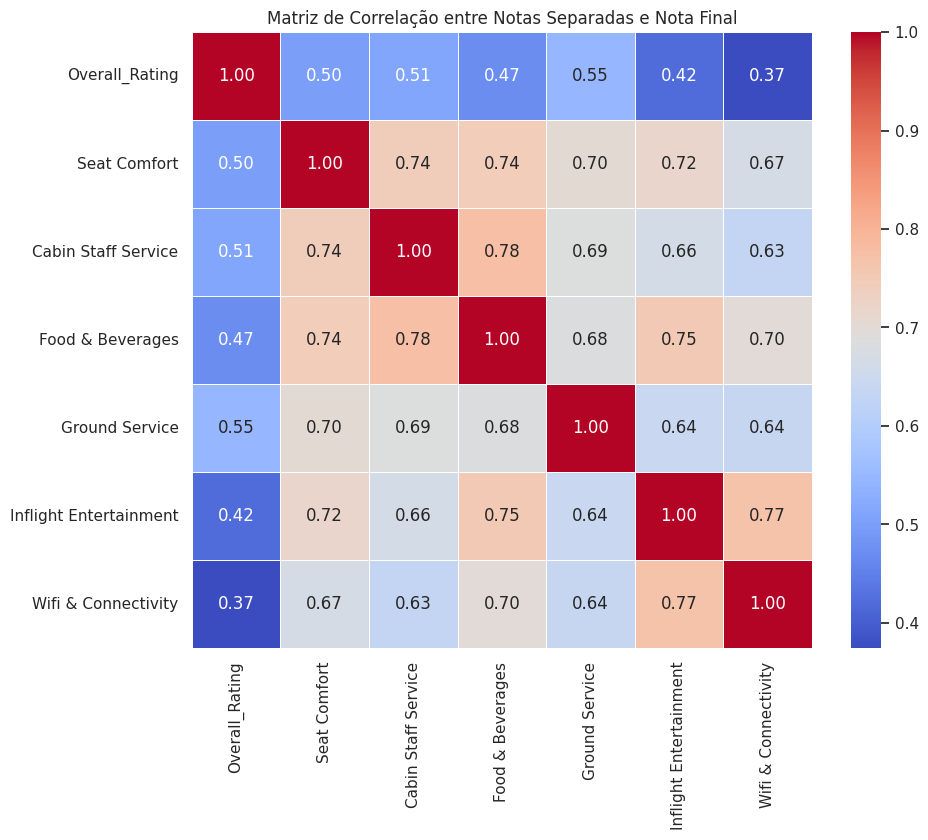 Matriz de Correlação entre Notas Separadas e Nota Final
Overall_Rating 1.00 0.50 0.51 0.47 0.55 0.42 0.37
Seat Comfort 0.50 1.00 0.74 0.74 0.70 0.72 0.67
Cabin Staff Service 0.51 0.74 1.00 0.78 0.69 0.66 0.63
Food & Beverages 0.47 0.74 0.78 1.00 0.68 0.75 0.70
Ground Service 0.55 0.70 0.69 0.68 1.00 0.64 0.64
Inflight Entertainment 0.42 0.72 0.66 0.75 0.64 1.00 0.77
Wifi & Connectivity 0.37 0.67 0.63 0.70 0.64 0.77 1.00
Overall_Rating
Seat Comfort
Cabin Staff Service
Food & Beverages
Ground Service
Inflight Entertainment
Wifi & Connectivity
1.0
0.9
0.8
0.7
0.6
0.5
0.4